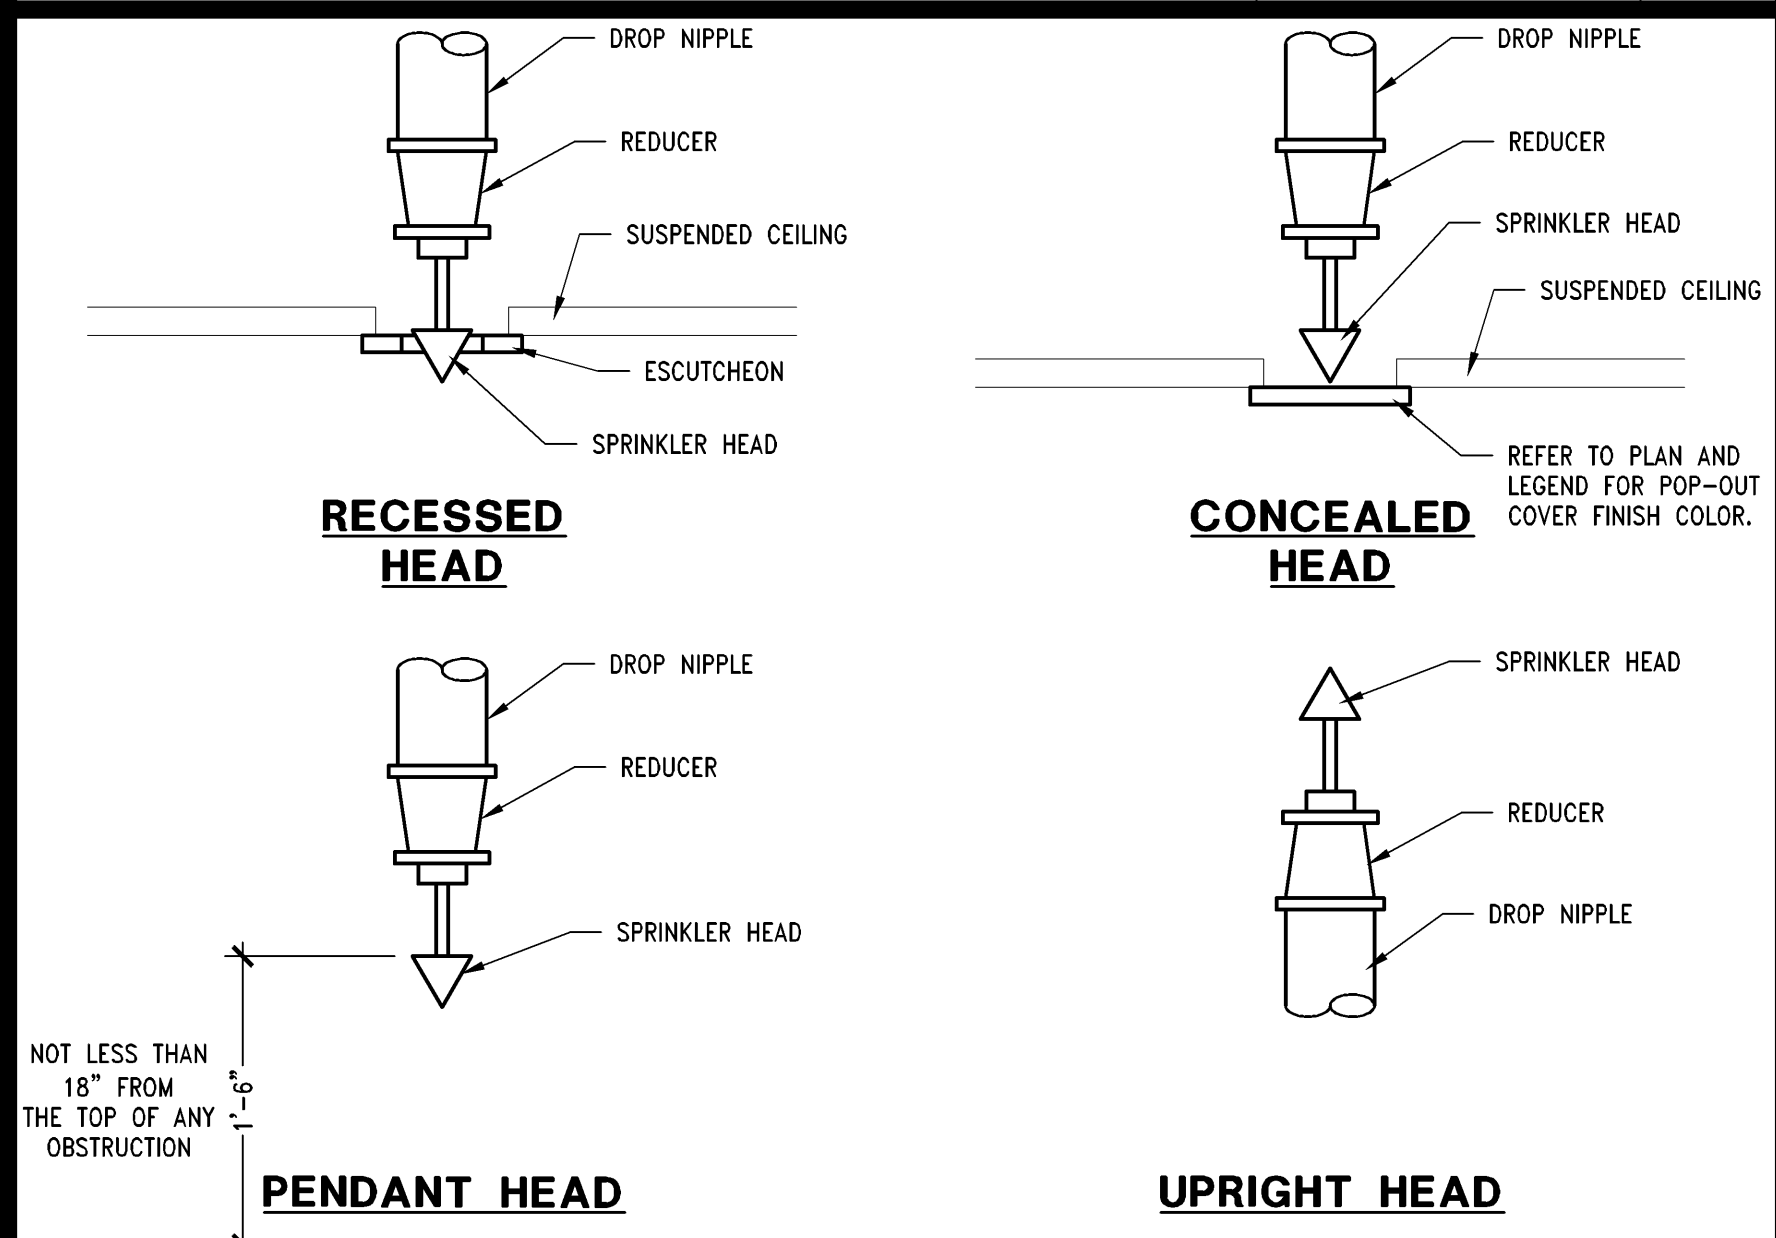 DROP NIPPLE
REDUCER
SUSPENDED CEILING
ESCUTCHEON
SPRINKLER HEAD
RECESSED
HEAD
DROP NIPPLE
REDUCER
SPRINKLER HEAD
SUSPENDED CEILING
REFER TO PLAN AND
LEGEND FOR POP-OUT
COVER FINISH COLOR.
CONCEALED
HEAD
DROP NIPPLE
REDUCER
SPRINKLER HEAD
NOT LESS THAN
18" FROM
THE TOP OF ANY
OBSTRUCTION
1'-6"
PENDANT HEAD
SPRINKLER HEAD
REDUCER
DROP NIPPLE
UPRIGHT HEAD